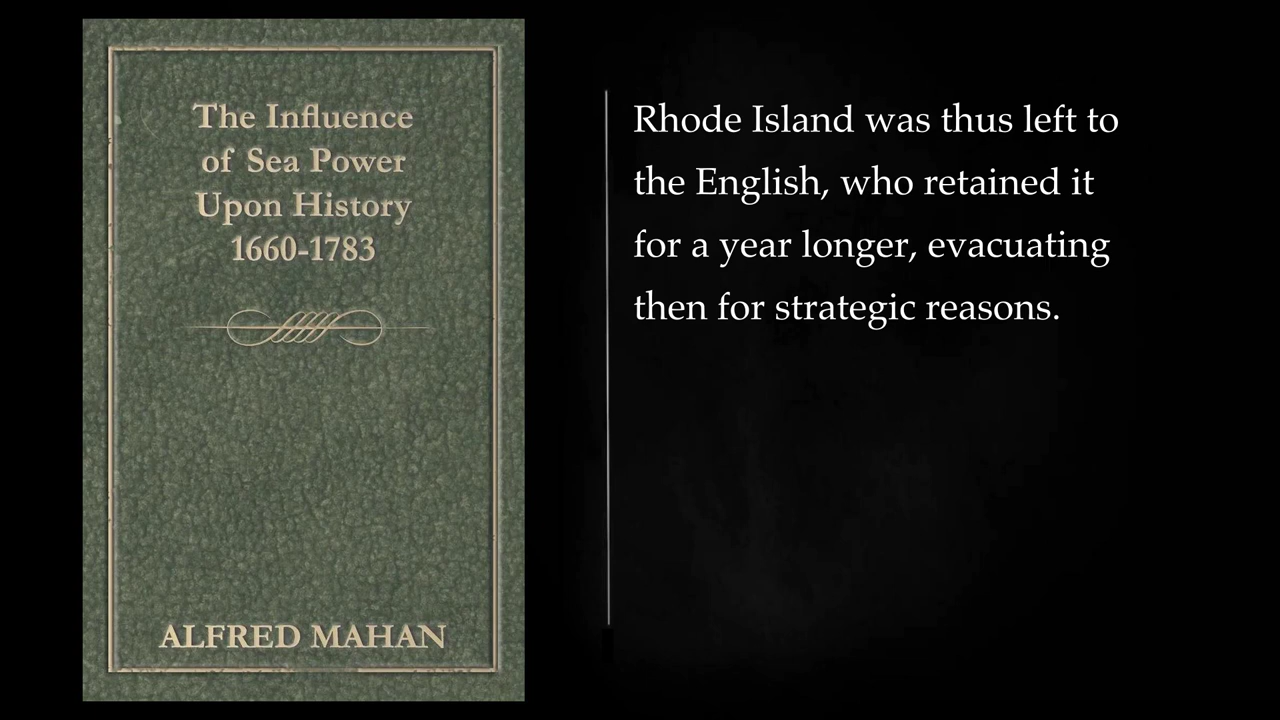 The Influence
of Sea Power
Upon History
1660-1783
ALFRED MAHAN
Rhode Island was thus left to
the English, who retained it
for a year longer, evacuating
then for strategic reasons.